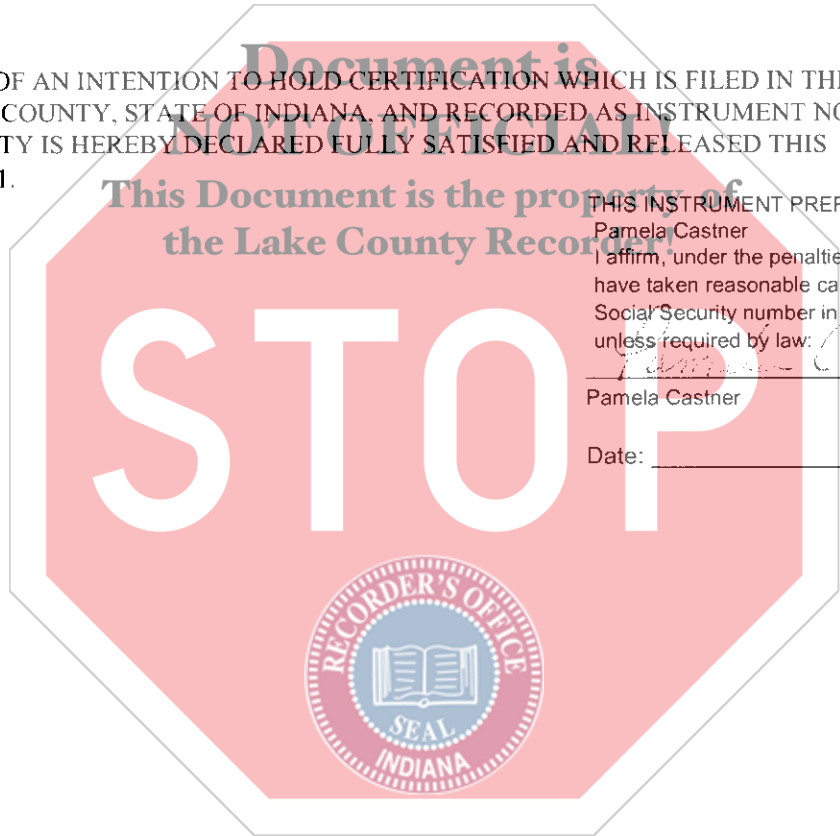 Document is
OF AN INTENTION TO HOLD CERTIFICATION WHICH IS FILED IN THE
COUNTY, STATE OF INDIANA, AND RECORDED AS INSTRUMENT NO
NOT OFFICIAL!
TY IS HEREBY DECLARED FULLY SATISFIED AND RELEASED THIS
1.
This Document is the property of
the Lake County Recorder!
THIS INSTRUMENT PREP
Pamela Castner
I affirm, under the penaltie
have taken reasonable ca
Social Security number in
unless required by law:
Pamela Castner
Date:
STOP
RECORDER'S OFFICE
SEAL
INDIANA